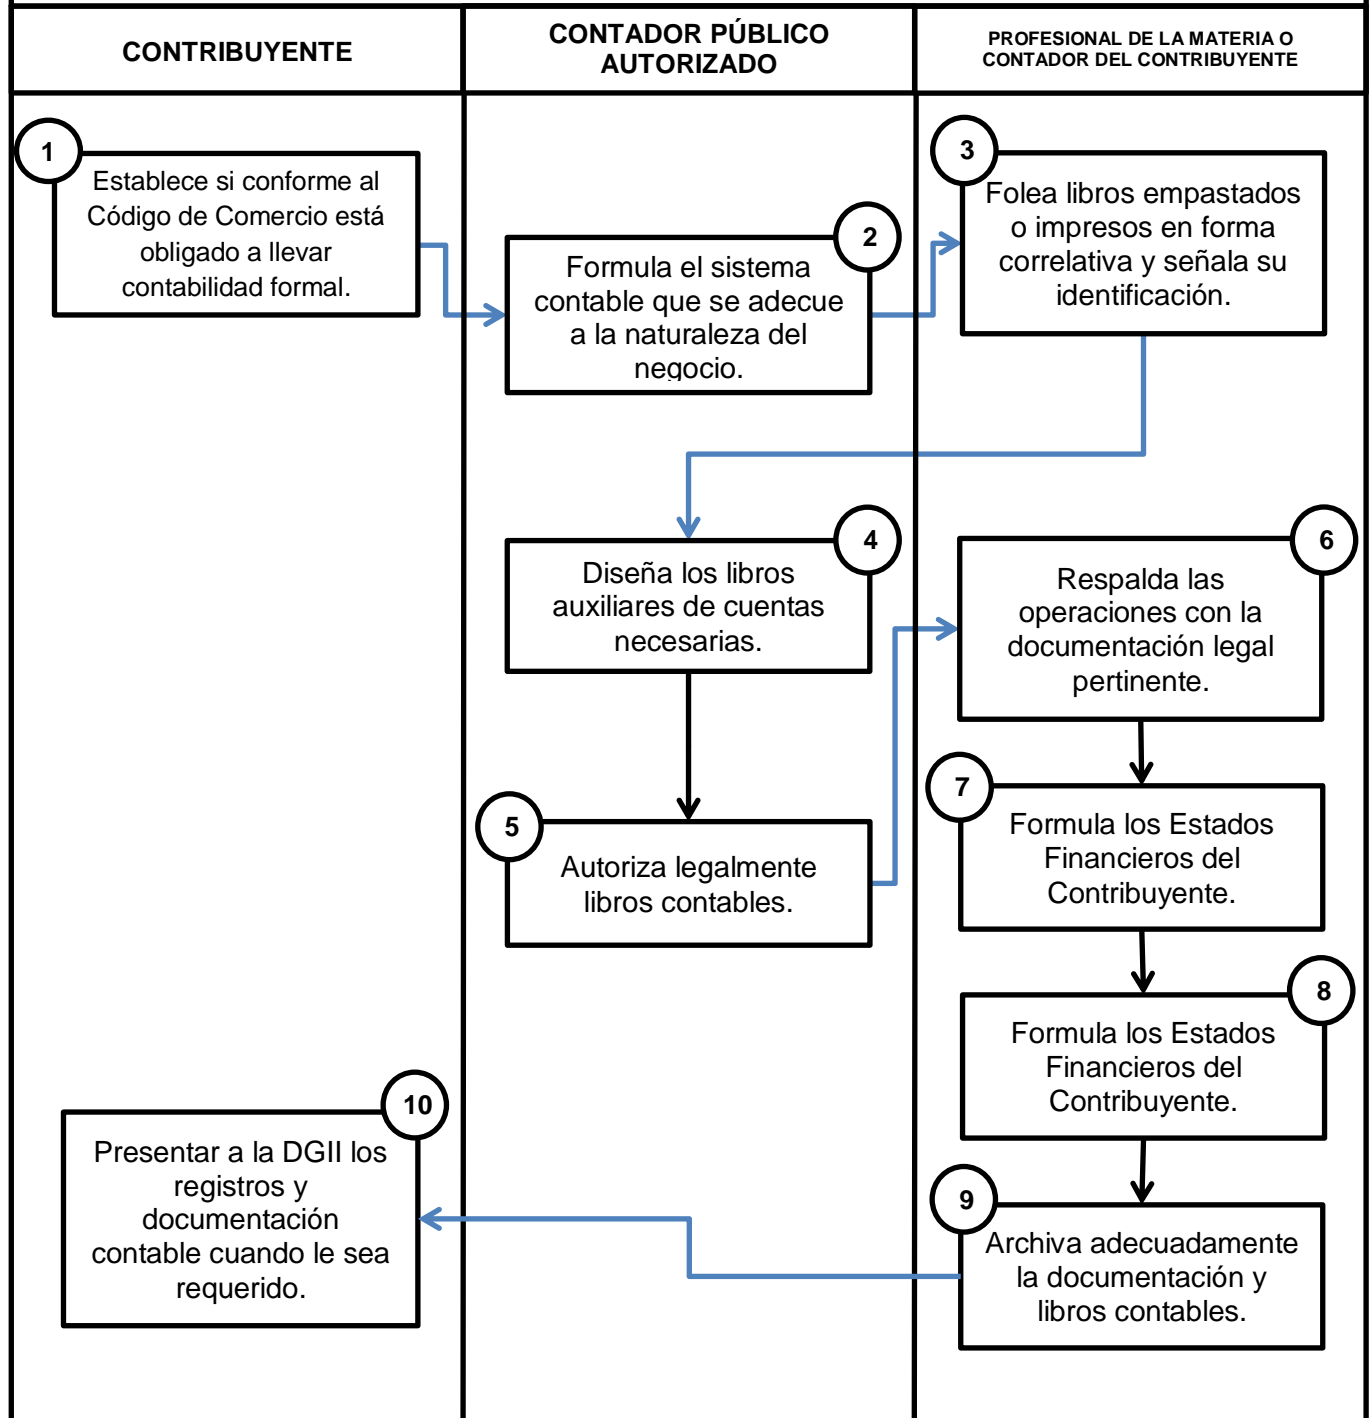 CONTRIBUYENTE
CONTADOR PÚBLICO
AUTORIZADO
PROFESIONAL DE LA MATERIA O
CONTADOR DEL CONTRIBUYENTE
1
Establece si conforme al
Código de Comercio está
obligado a llevar
contabilidad formal.
2
Formula el sistema
contable que se adecue
a la naturaleza del
negocio.
3
Folea libros empastados
o impresos en forma
correlativa y señala su
identificación.
4
Diseña los libros
auxiliares de cuentas
necesarias.
5
Autoriza legalmente
libros contables.
6
Respalda las
operaciones con la
documentación legal
pertinente.
7
Formula los Estados
Financieros del
Contribuyente.
8
Formula los Estados
Financieros del
Contribuyente.
9
Archiva adecuadamente
la documentación y
libros contables.
10
Presentar a la DGII los
registros y
documentación
contable cuando le sea
requerido.